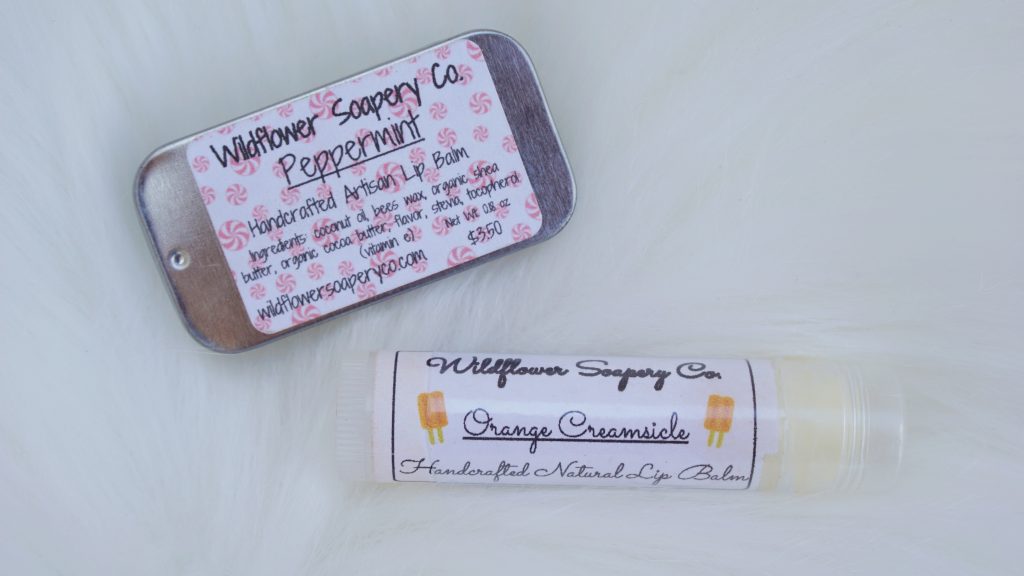 Wildflower Soapery Co.
Peppermint
Handcrafted Artisan Lip Balm
Ingredients: coconut oil, bees wax, organic shea
butter, organic cocoa butter, flavor, stevia, tocopherol
(vitamin e) Net Wt. 0.8 oz
$3.50
wildflowersoaperyco.com
Wildflower Soapery Co.
Orange Creamsicle
Handcrafted Natural Lip Balm